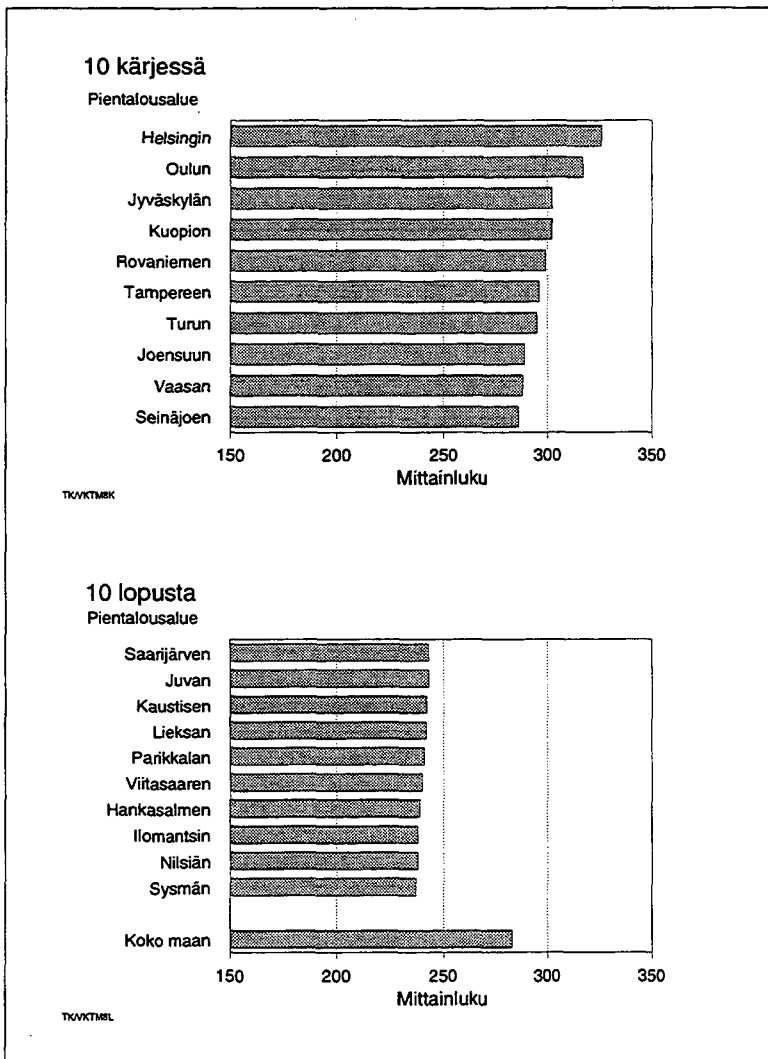 10 kärjessä
Pientalousalue
Helsingin
Oulun
Jyväskylän
Kuopion
Rovaniemen
Tampereen
Turun
Joensuun
Vaasan
Seinäjoen
150 200 250 300 350
Mittainluku
TK/VKTM8K
10 lopusta
Pientalousalue
Saarijärven
Juvan
Kaustisen
Lieksan
Parikkalan
Viitasaaren
Hankasalmen
Ilomantsin
Nilsiän
Sysmän
Koko maan
150 200 250 300 350
Mittainluku
TK/VKTM8L